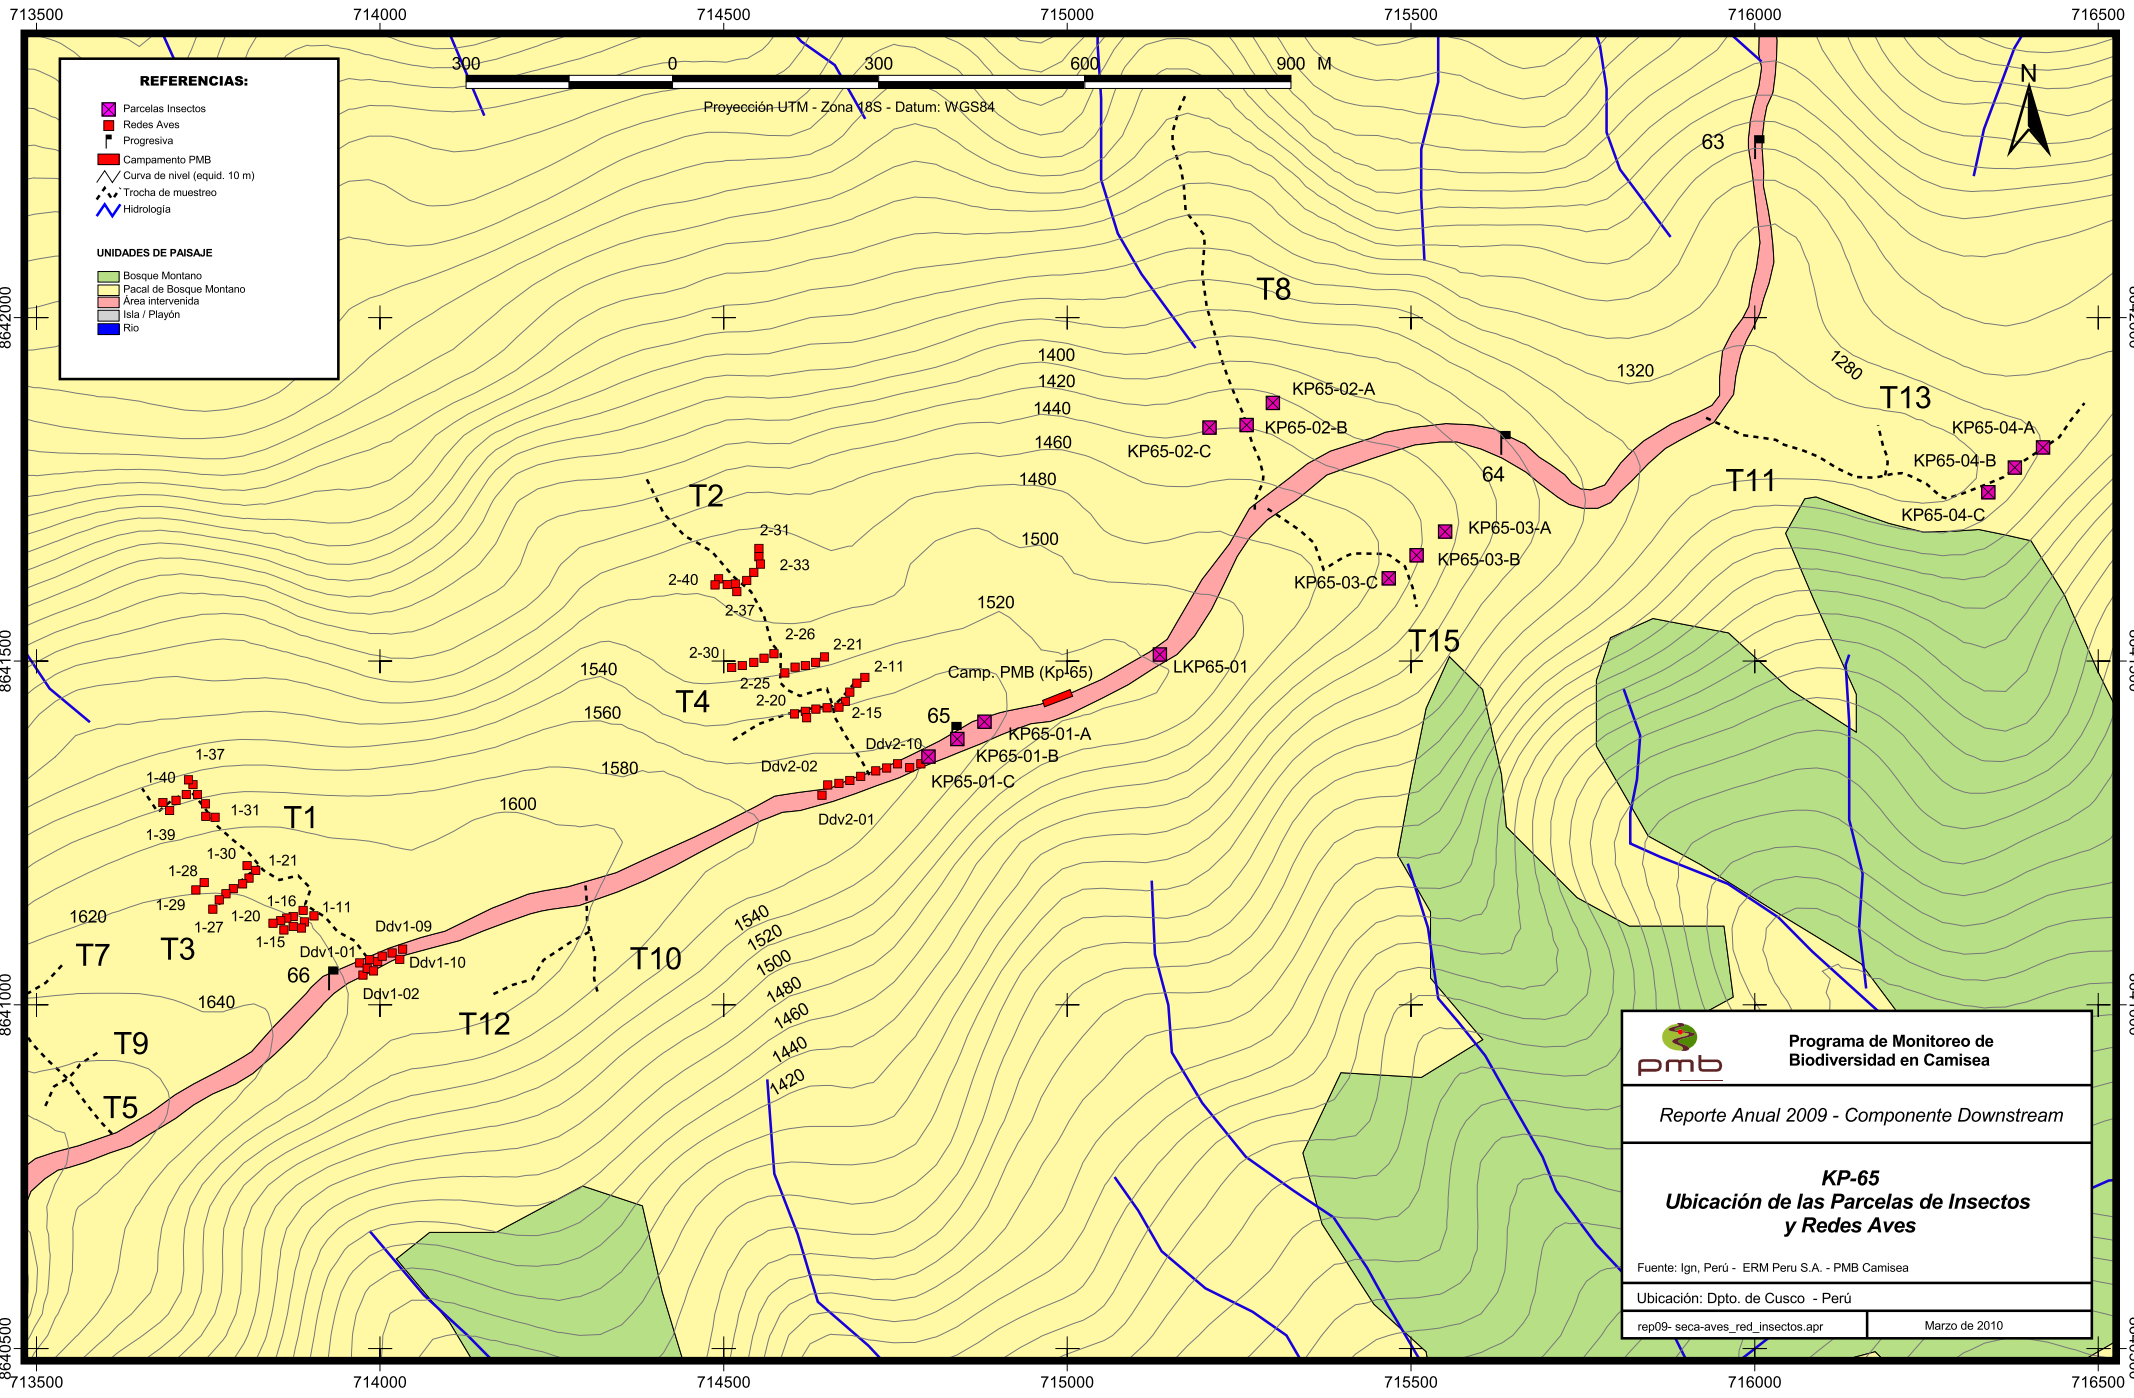 713500
714000
714500
715000
715500
716000
716500
300
0
300
600
900 M
Proyección UTM - Zona 18S - Datum: WGS84
N
REFERENCIAS:
Parcelas Insectos
Redes Aves
Progresiva
Campamento PMB
Curva de nivel (equid. 10 m)
Trocha de muestreo
Hidrología
UNIDADES DE PAISAJE
Bosque Montano
Pacal de Bosque Montano
Área intervenida
Isla / Playón
Rio
8642000
8641500
8641000
8640500
63
T8
1400
1420
1440
1460
1480
1500
1520
1320
1280
T13
KP65-02-A
KP65-02-B
KP65-02-C
64
KP65-04-A
KP65-04-B
KP65-04-C
T11
T2
2-31
2-33
2-40
2-37
KP65-03-A
KP65-03-B
KP65-03-C
T15
2-26
2-21
2-30
2-25
2-11
2-20
2-15
T4
1540
1560
1580
1600
Camp. PMB (Kp-65)
LKP65-01
65
KP65-01-A
KP65-01-B
KP65-01-C
Ddv2-10
Ddv2-02
Ddv2-01
1-37
1-40
1-31
1-39
T1
1-30
1-21
1-28
1-29
1-27
1-16
1-11
1-20
1-15
1620
T7
T3
Ddv1-09
Ddv1-01
Ddv1-10
Ddv1-02
66
1640
T9
T5
T10
T12
1540
1520
1500
1480
1460
1440
1420
pmb
Programa de Monitoreo de
Biodiversidad en Camisea
Reporte Anual 2009 - Componente Downstream
KP-65
Ubicación de las Parcelas de Insectos
y Redes Aves
Fuente: Ign, Perú - ERM Peru S.A. - PMB Camisea
Ubicación: Dpto. de Cusco - Perú
rep09- seca-aves_red_insectos.apr
Marzo de 2010
713500
714000
714500
715000
715500
716000
716500